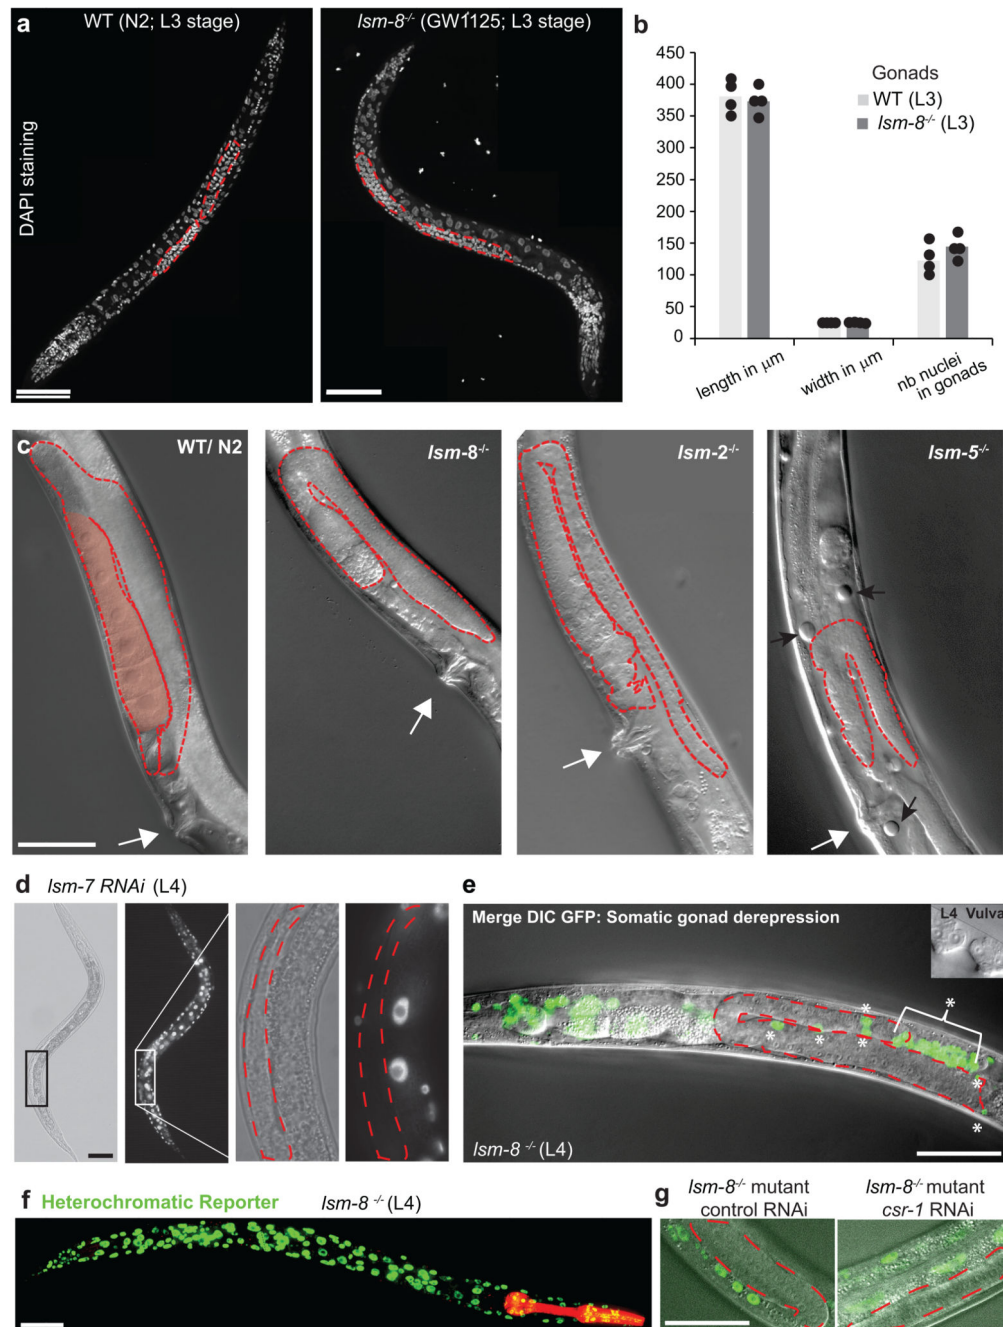 a
WT (N2; L3 stage)
lsm-8-/- (GW1125; L3 stage)
DAPI staining
b
450
400
350
300
250
200
150
100
50
0
Gonads
WT (L3)
lsm-8-/- (L3)
length in μm
width in μm
nb nuclei
in gonads
c
WT/ N2
lsm-8-/-
lsm-2-/-
lsm-5-/-
d lsm-7 RNAi (L4)
e
Merge DIC GFP: Somatic gonad derepression
L4 Vulva
*
*
*
*
*
*
*
lsm-8 -/- (L4)
f Heterochromatic Reporter lsm-8 -/- (L4)
g
lsm-8-/- mutant
control RNAi
lsm-8-/- mutant
csr-1 RNAi